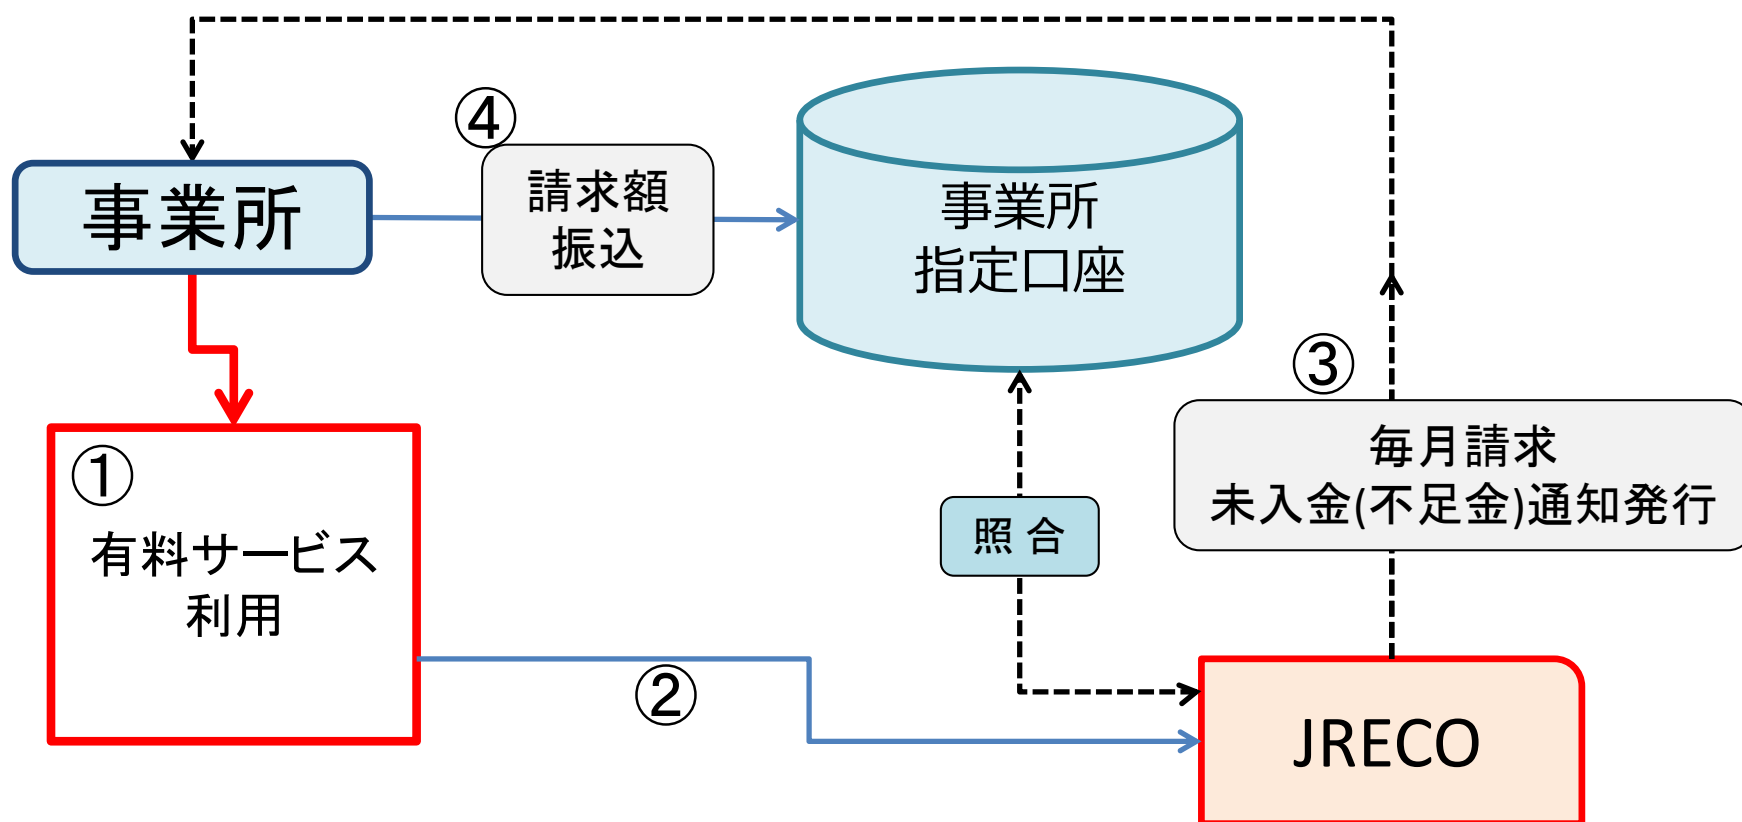 ④
事業所
請求額
振込
事業所
指定口座
③
毎月請求
未入金(不足金)通知発行
①
有料サービス
利用
照 合
②
JRECO